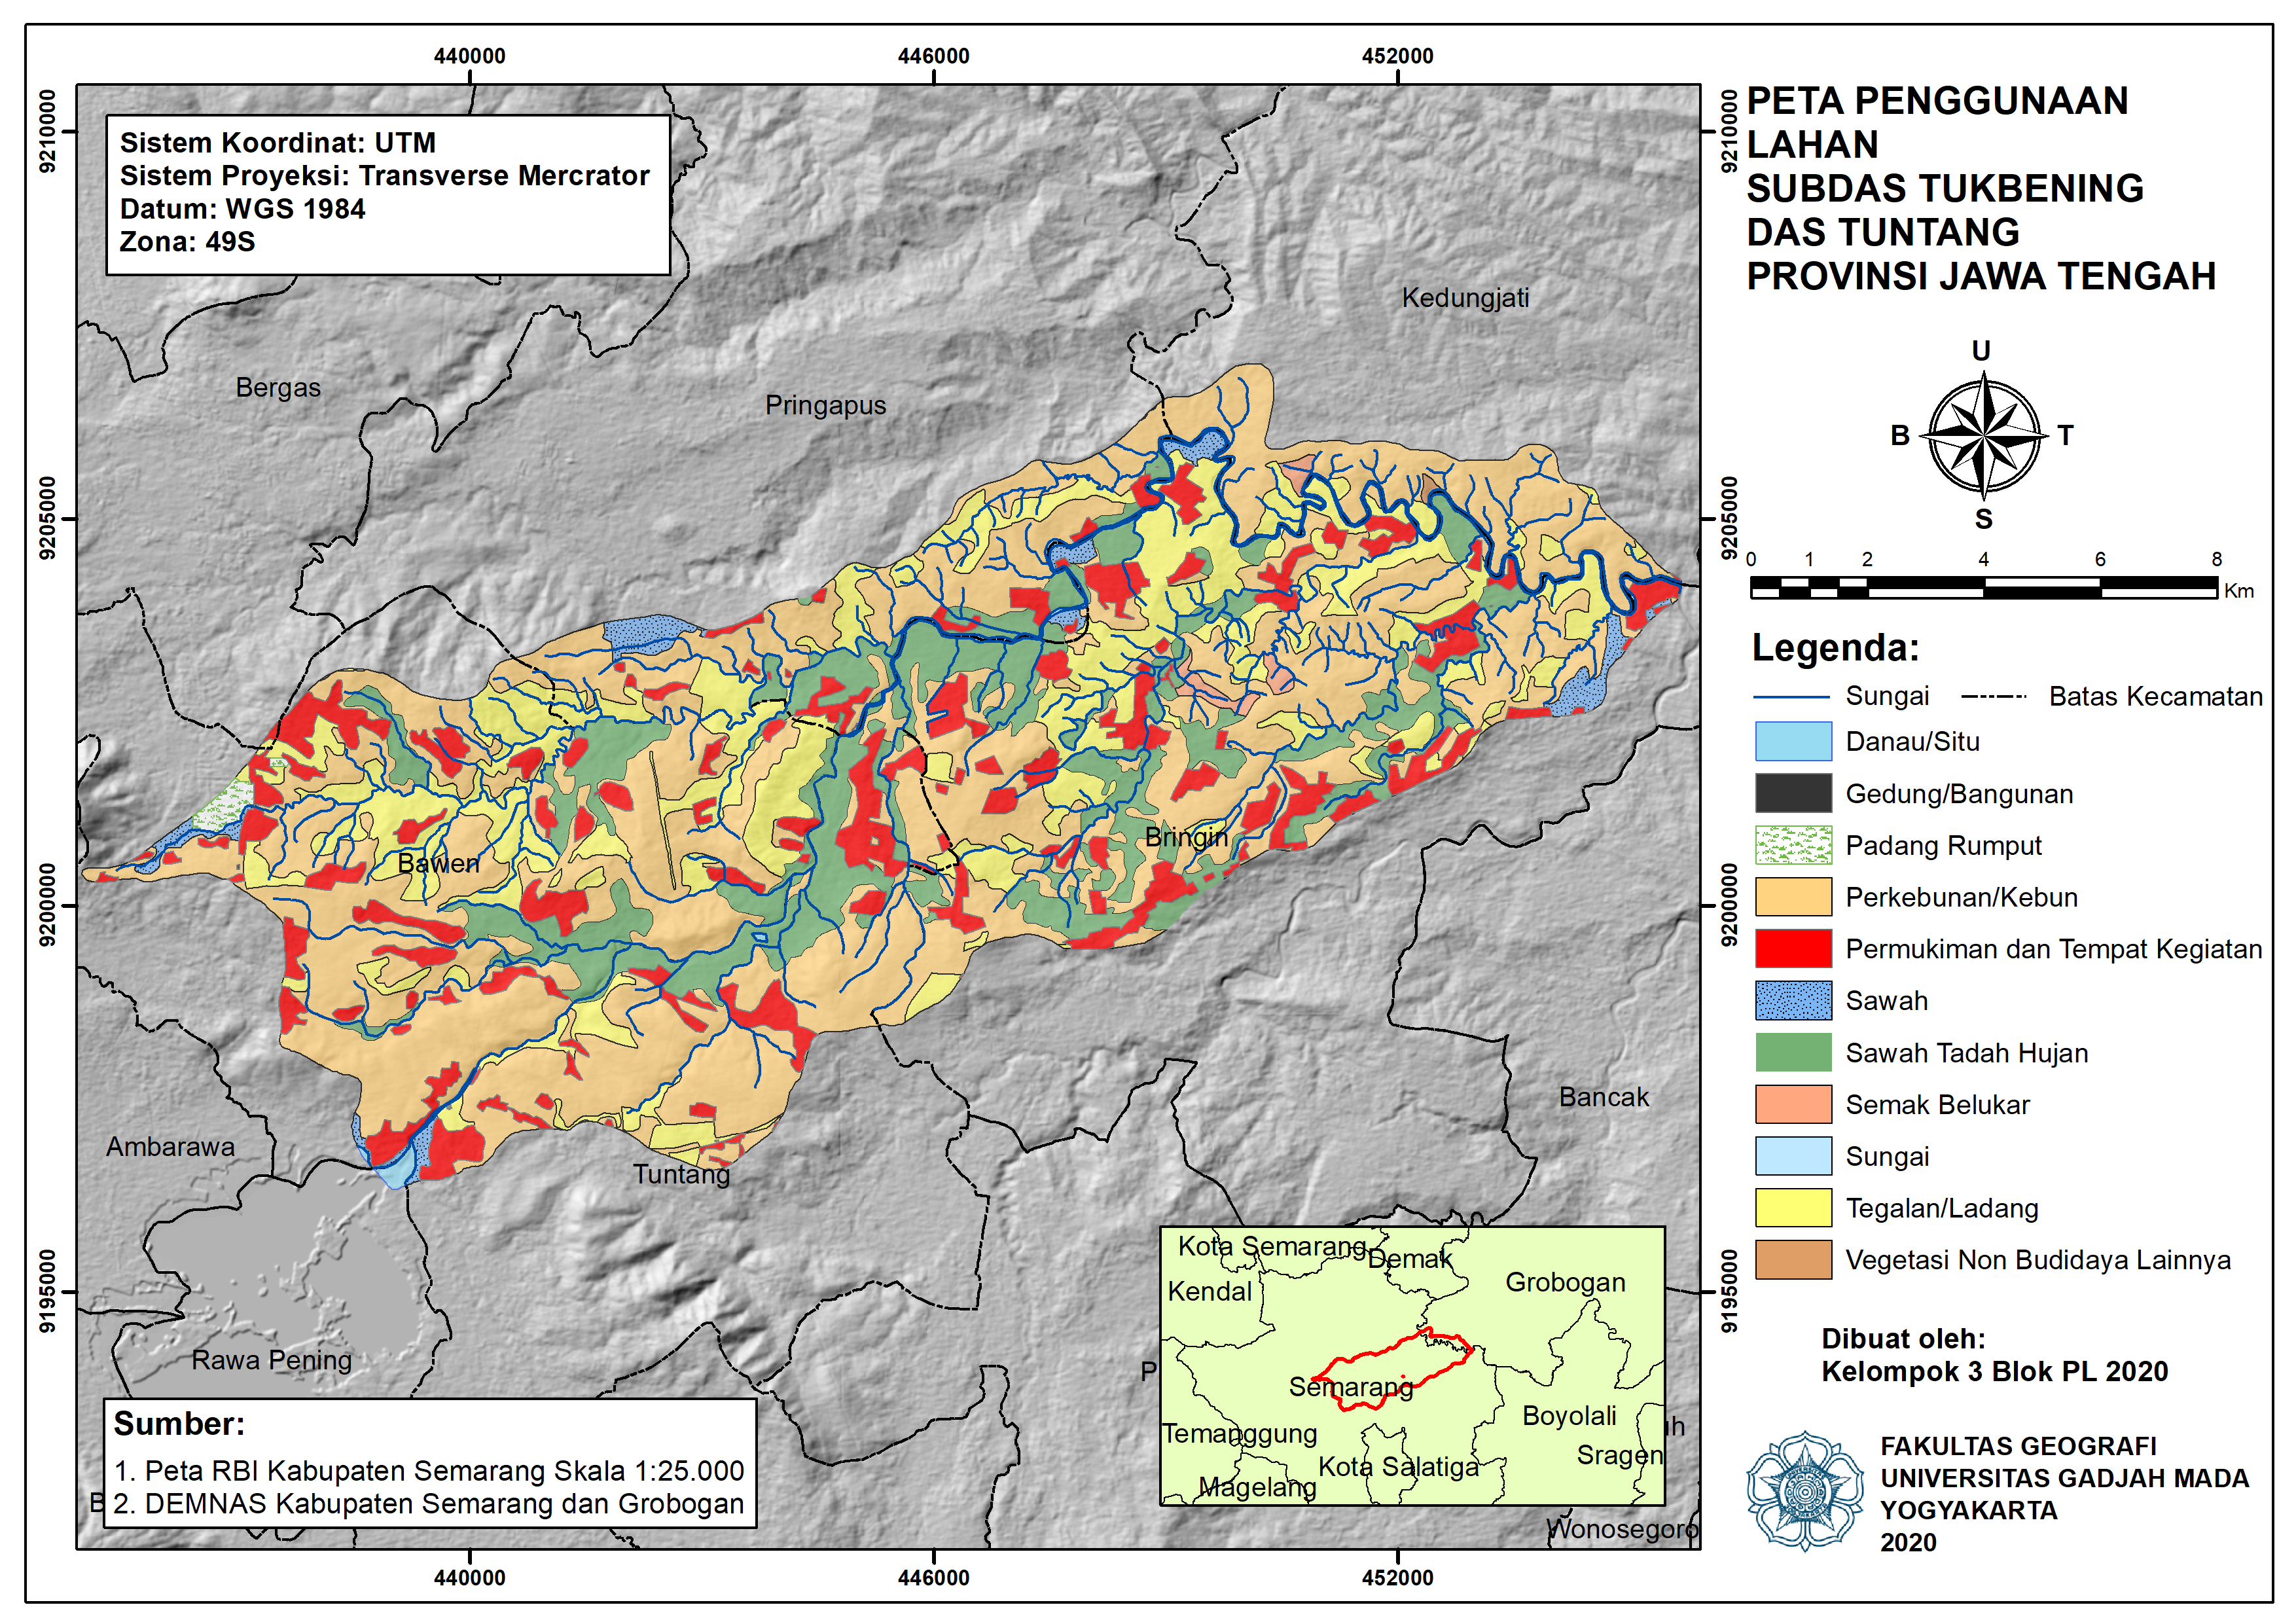 440000
446000
452000
9210000
9205000
9200000
9195000
9210000
9205000
9200000
9195000
440000
446000
452000
Sistem Koordinat: UTM
Sistem Proyeksi: Transverse Mercrator
Datum: WGS 1984
Zona: 49S
Kedungjati
Bergas
Pringapus
Bawen
Bringin
Bancak
Ambarawa
Tuntang
Rawa Pening
P
B
Wonosegoro
Sumber:
1. Peta RBI Kabupaten Semarang Skala 1:25.000
2. DEMNAS Kabupaten Semarang dan Grobogan
Kota Semarang
Demak
Kendal
Grobogan
Semarang
Boyolali
Temanggung
Kota Salatiga
Sragen
Magelang
PETA PENGGUNAAN
LAHAN
SUBDAS TUKBENING
DAS TUNTANG
PROVINSI JAWA TENGAH
U
B
T
S
0 1 2 4 6 8
Km
Legenda:
Sungai
Batas Kecamatan
Danau/Situ
Gedung/Bangunan
Padang Rumput
Perkebunan/Kebun
Permukiman dan Tempat Kegiatan
Sawah
Sawah Tadah Hujan
Semak Belukar
Sungai
Tegalan/Ladang
Vegetasi Non Budidaya Lainnya
Dibuat oleh:
Kelompok 3 Blok PL 2020
FAKULTAS GEOGRAFI
UNIVERSITAS GADJAH MADA
YOGYAKARTA
2020